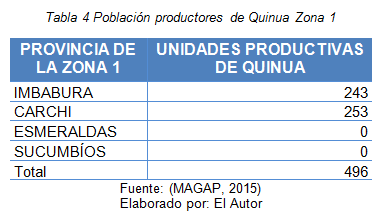 Tabla 4 Población productores de Quinua Zona 1
PROVINCIA DE LA ZONA 1 UNIDADES PRODUCTIVAS DE QUINUA
IMBABURA 243
CARCHI 253
ESMERALDAS 0
SUCUMBÍOS 0
Total 496
Fuente: (MAGAP, 2015)
Elaborado por: El Autor